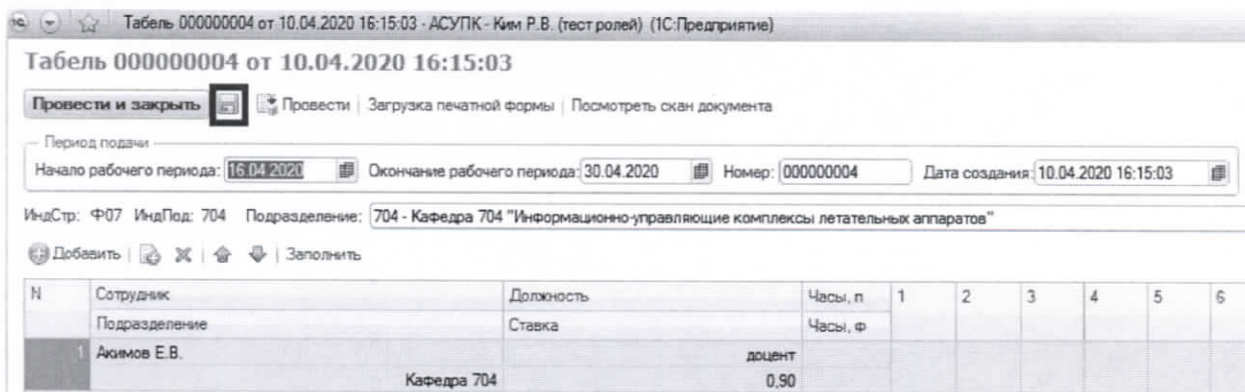 1С Табель 000000004 от 10.04.2020 16:15:03 - АСУПК - Ким Р.В. (тест ролей) (1С:Предприятие)
Табель 000000004 от 10.04.2020 16:15:03
Провести и закрыть Провести Загрузка печатной формы Посмотреть скан документа
Период подачи
Начало рабочего периода: 16.04.2020 Окончание рабочего периода: 30.04.2020 Номер: 000000004 Дата создания: 10.04.2020 16:15:03
ИндСтр: Ф07 ИндПод: 704 Подразделение: 704 - Кафедра 704 "Информационно-управляющие комплексы летательных аппаратов"
Добавить Заполнить
N Сотрудник Должность Часы, п 1 2 3 4 5 6
Подразделение Ставка Часы, ф
1 Акимов Е.В. доцент
Кафедра 704 0,90